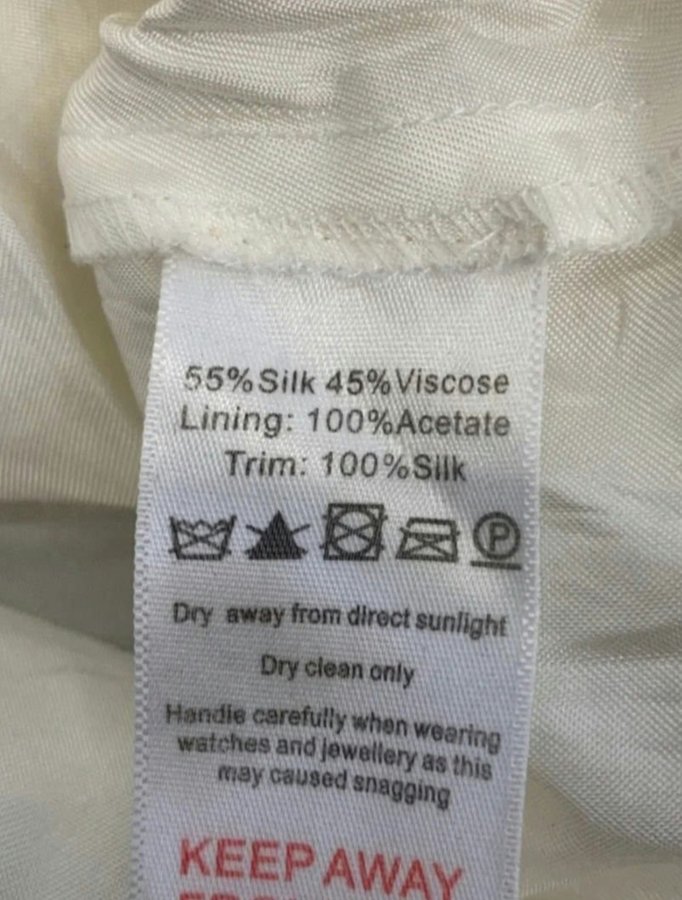 55%Silk 45%Viscose
Lining: 100%Acetate
Trim: 100%Silk
P
Dry away from direct sunlight
Dry clean only
Handle carefully when wearing
watches and jewellery as this
may caused snagging
KEEP AWAY